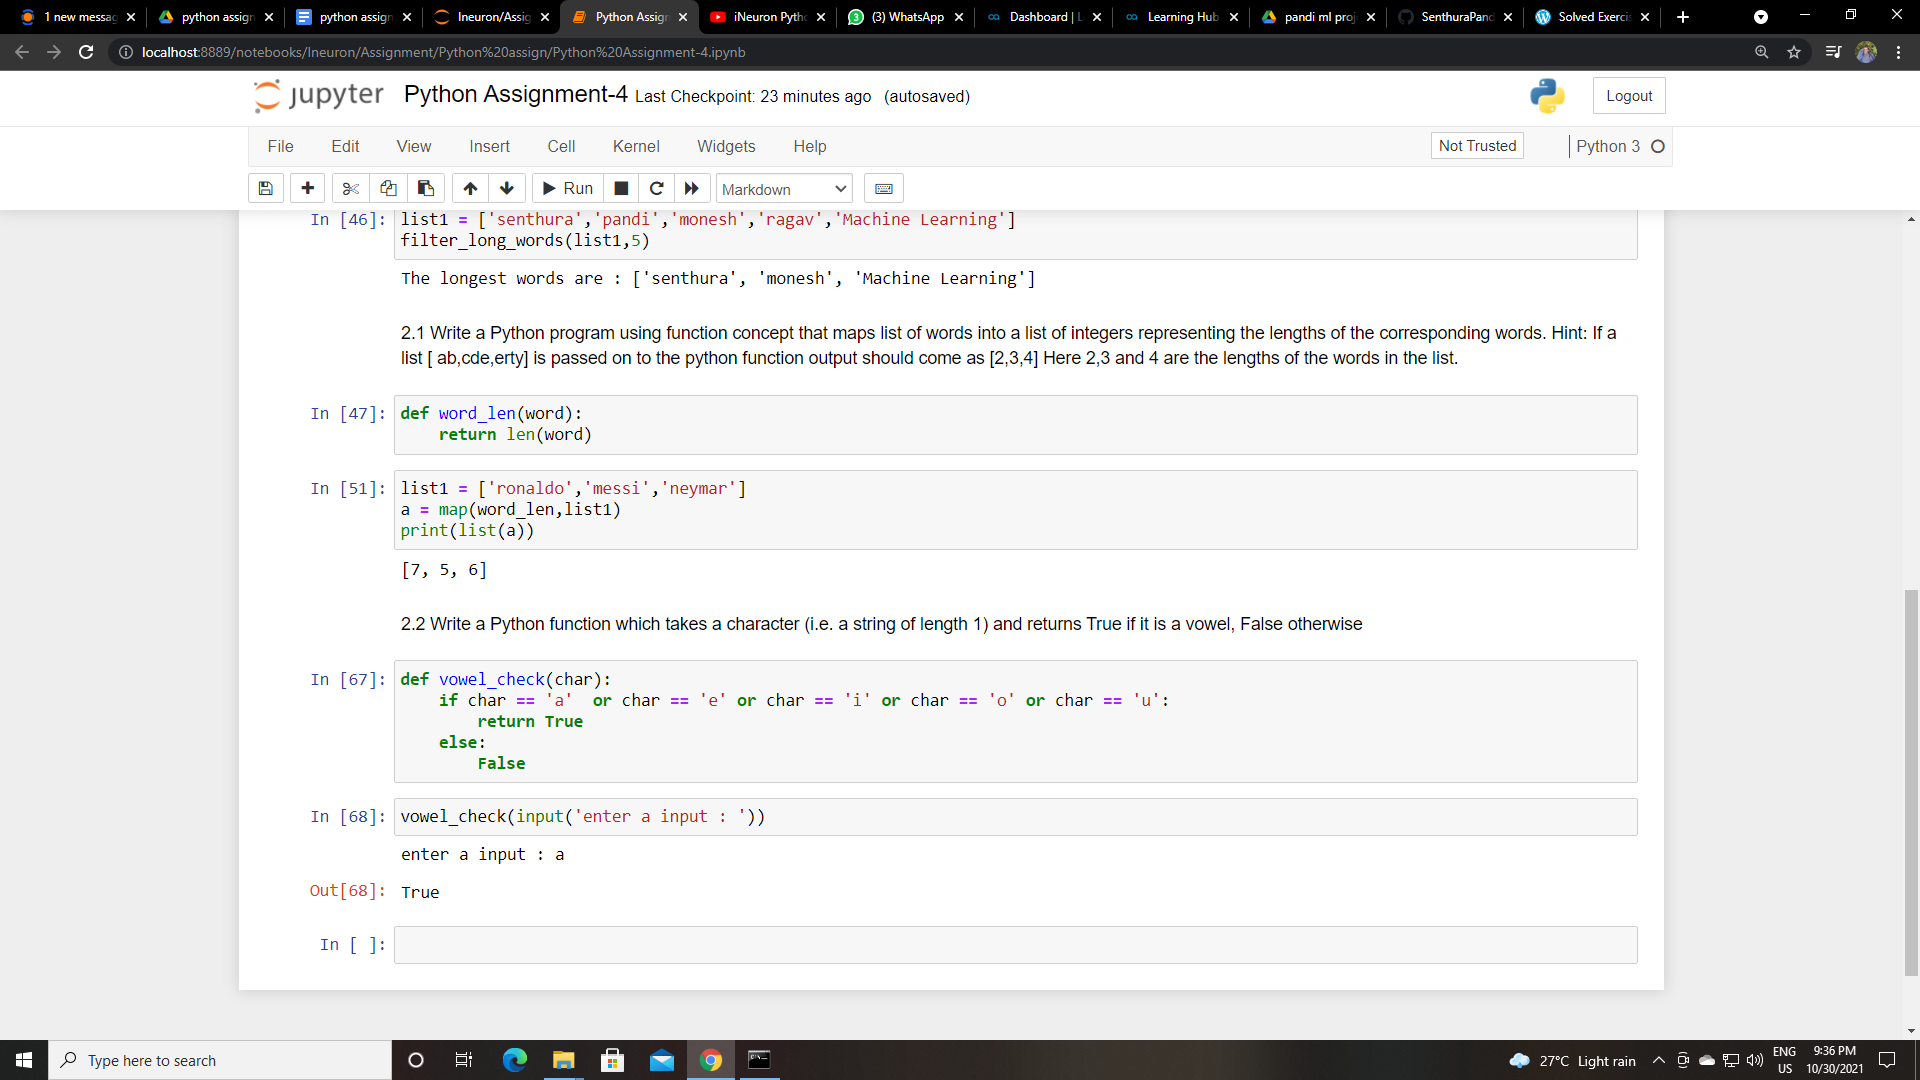 1 new messag
python assign
python assign
Ineuron/Assig
Python Assign
iNeuron Pytho
(3) WhatsApp
Dashboard | L
Learning Hub
pandi ml proj
SenthuraPand
Solved Exerci
localhost:8889/notebooks/Ineuron/Assignment/Python%20assign/Python%20Assignment-4.ipynb
jupyter Python Assignment-4 Last Checkpoint: 23 minutes ago (autosaved) Logout
File Edit View Insert Cell Kernel Widgets Help Not Trusted Python 3
Run Markdown
In [46]: list1 = ['senthura','pandi','monesh','ragav','Machine Learning']
filter_long_words(list1,5)
The longest words are : ['senthura', 'monesh', 'Machine Learning']
2.1 Write a Python program using function concept that maps list of words into a list of integers representing the lengths of the corresponding words. Hint: If a
list [ ab,cde,erty] is passed on to the python function output should come as [2,3,4] Here 2,3 and 4 are the lengths of the words in the list.
In [47]: def word_len(word):
return len(word)
In [51]: list1 = ['ronaldo','messi','neymar']
a = map(word_len,list1)
print(list(a))
[7, 5, 6]
2.2 Write a Python function which takes a character (i.e. a string of length 1) and returns True if it is a vowel, False otherwise
In [67]: def vowel_check(char):
if char == 'a'  or char == 'e' or char == 'i' or char == 'o' or char == 'u':
return True
else:
False
In [68]: vowel_check(input('enter a input : '))
enter a input : a
Out[68]: True
In [ ]:
Type here to search
27°C Light rain
ENG
US
9:36 PM
10/30/2021